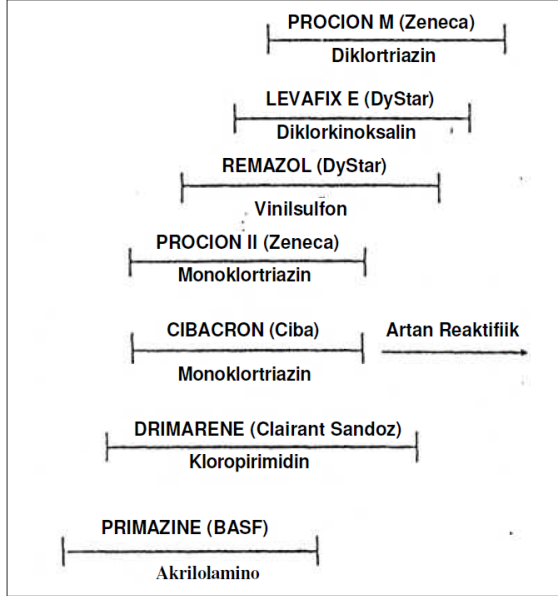 PROCION M (Zeneca)
Diklortriazin
LEVAFIX E (DyStar)
Diklorkinoksalin
REMAZOL (DyStar)
Vinilsulfon
PROCION II (Zeneca)
Monoklortriazin
CIBACRON (Ciba)
Artan Reaktifiik
Monoklortriazin
DRIMARENE (Clairant Sandoz)
Kloropirimidin
PRIMAZINE (BASF)
Akrilolamino